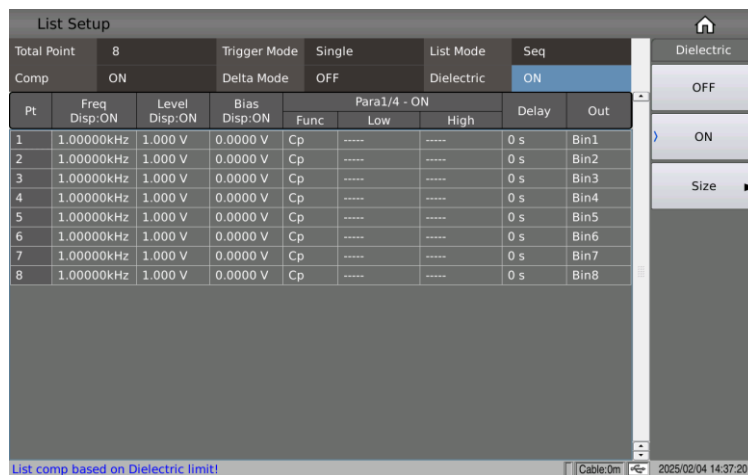 List Setup
Total Point 8 Trigger Mode Single List Mode Seq
Comp ON Delta Mode OFF Dielectric ON
Pt Freq Disp:ON Level Disp:ON Bias Disp:ON Para1/4 - ON Delay Out
Func Low High
1 1.00000kHz 1.000 V 0.0000 V Cp ----- ----- 0 s Bin1
2 1.00000kHz 1.000 V 0.0000 V Cp ----- ----- 0 s Bin2
3 1.00000kHz 1.000 V 0.0000 V Cp ----- ----- 0 s Bin3
4 1.00000kHz 1.000 V 0.0000 V Cp ----- ----- 0 s Bin4
5 1.00000kHz 1.000 V 0.0000 V Cp ----- ----- 0 s Bin5
6 1.00000kHz 1.000 V 0.0000 V Cp ----- ----- 0 s Bin6
7 1.00000kHz 1.000 V 0.0000 V Cp ----- ----- 0 s Bin7
8 1.00000kHz 1.000 V 0.0000 V Cp ----- ----- 0 s Bin8
Dielectric
OFF
ON
Size
List comp based on Dielectric limit! Cable:0m 2025/02/04 14:37:20